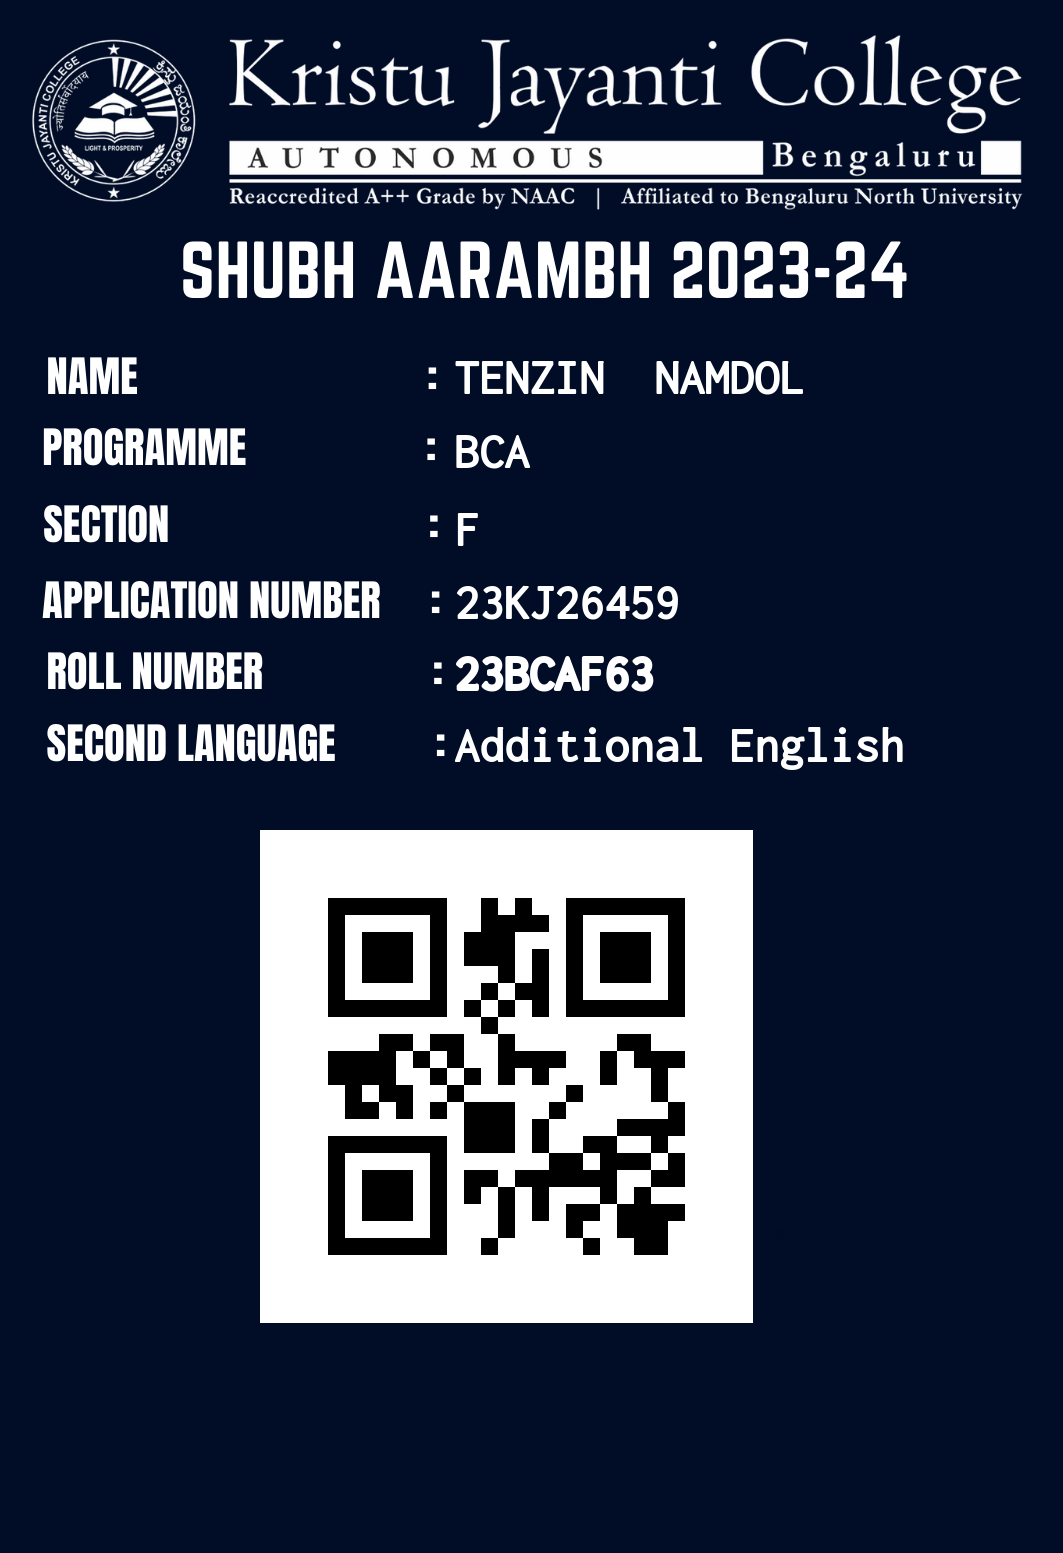 KRISTU JAYANTI COLLEGE
ಕ್ರಿಸ್ತು ಜಯಂತಿ ಕಾಲೇಜು
LIGHT & PROSPERITY
Kristu Jayanti College
AUTONOMOUS Bengaluru
Reaccredited A++ Grade by NAAC | Affiliated to Bengaluru North University
SHUBH AARAMBH 2023-24
NAME : TENZIN NAMDOL
PROGRAMME : BCA
SECTION : F
APPLICATION NUMBER : 23KJ26459
ROLL NUMBER : 23BCAF63
SECOND LANGUAGE : Additional English